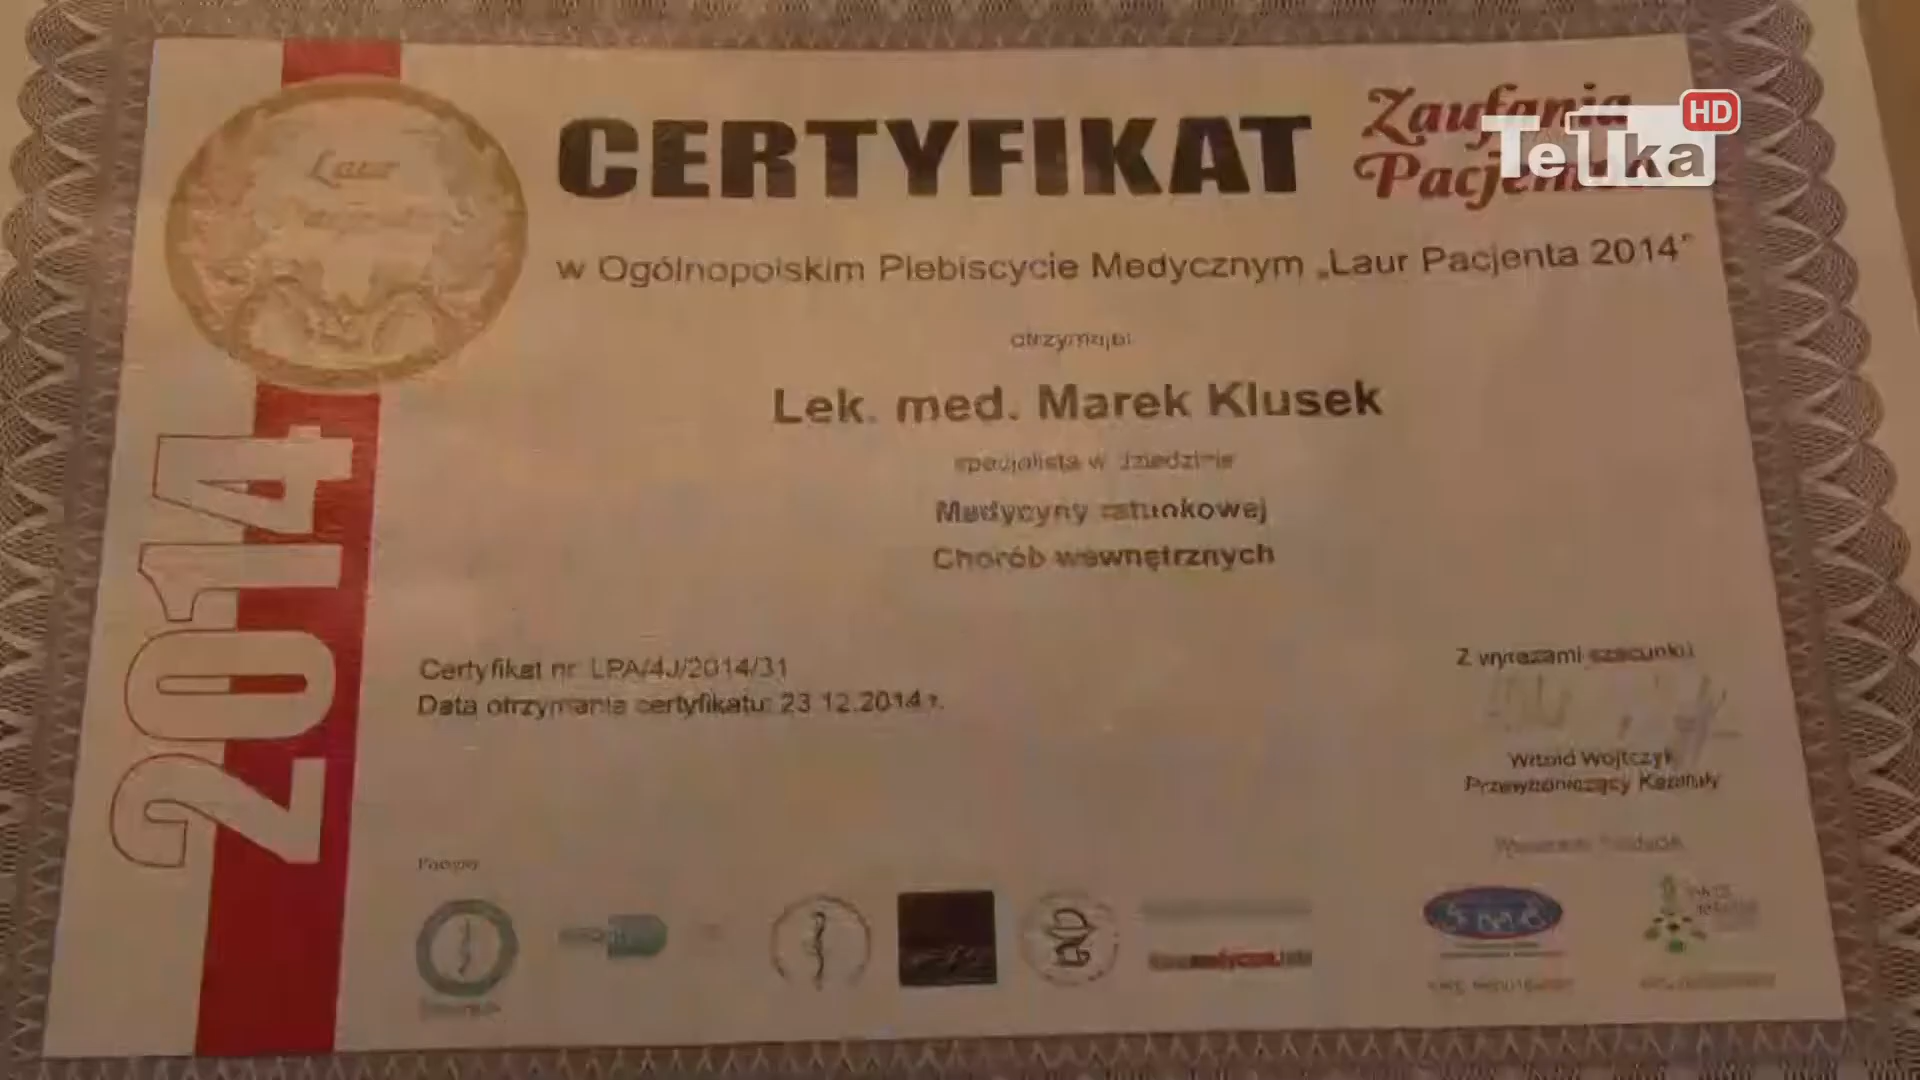 CERTYFIKAT
Zaufania
Pacjentów
TeTka HD
w Ogólnopolskim Plebiscycie Medycznym „Laur Pacjenta 2014"
otrzymuje:
Lek. med. Marek Klusek
specjalista w dziedzinie
Medycyny ratunkowej
Chorób wewnętrznych
Laur
Pacjenta
2014
Certyfikat nr: LPA/4J/2014/31
Data otrzymania certyfikatu: 23.12.2014 r.
Z wyrazami szacunku
Witold Wojtczyk
Przewodniczący Kapituły